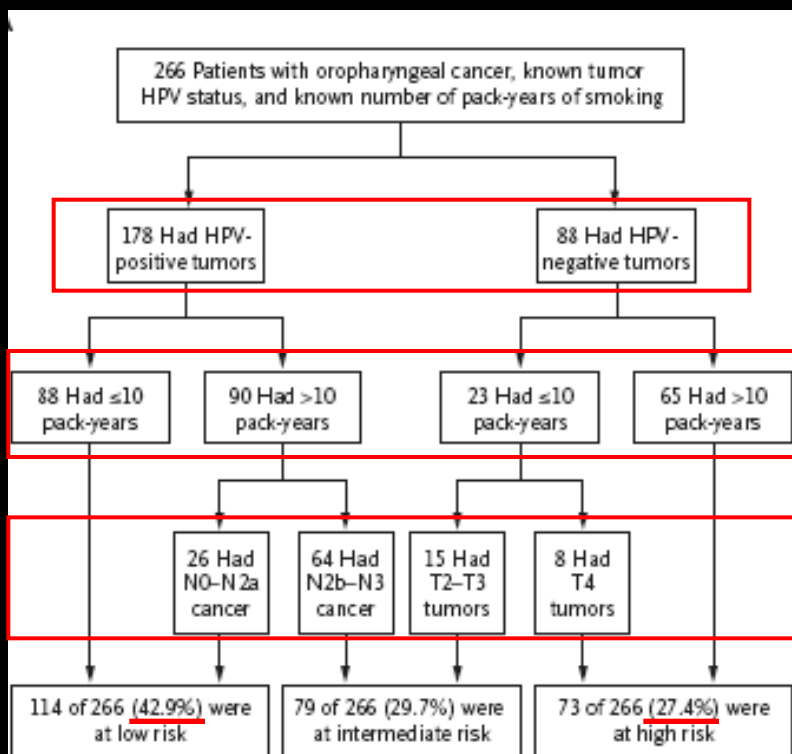 266 Patients with oropharyngeal cancer, known tumor
HPV status, and known number of pack-years of smoking
178 Had HPV-
positive tumors
88 Had HPV-
negative tumors
88 Had ≤10
pack-years
90 Had >10
pack-years
23 Had ≤10
pack-years
65 Had >10
pack-years
26 Had
N0–N2a
cancer
64 Had
N2b–N3
cancer
15 Had
T2–T3
tumors
8 Had
T4
tumors
114 of 266 (42.9%) were
at low risk
79 of 266 (29.7%) were
at intermediate risk
73 of 266 (27.4%) were
at high risk